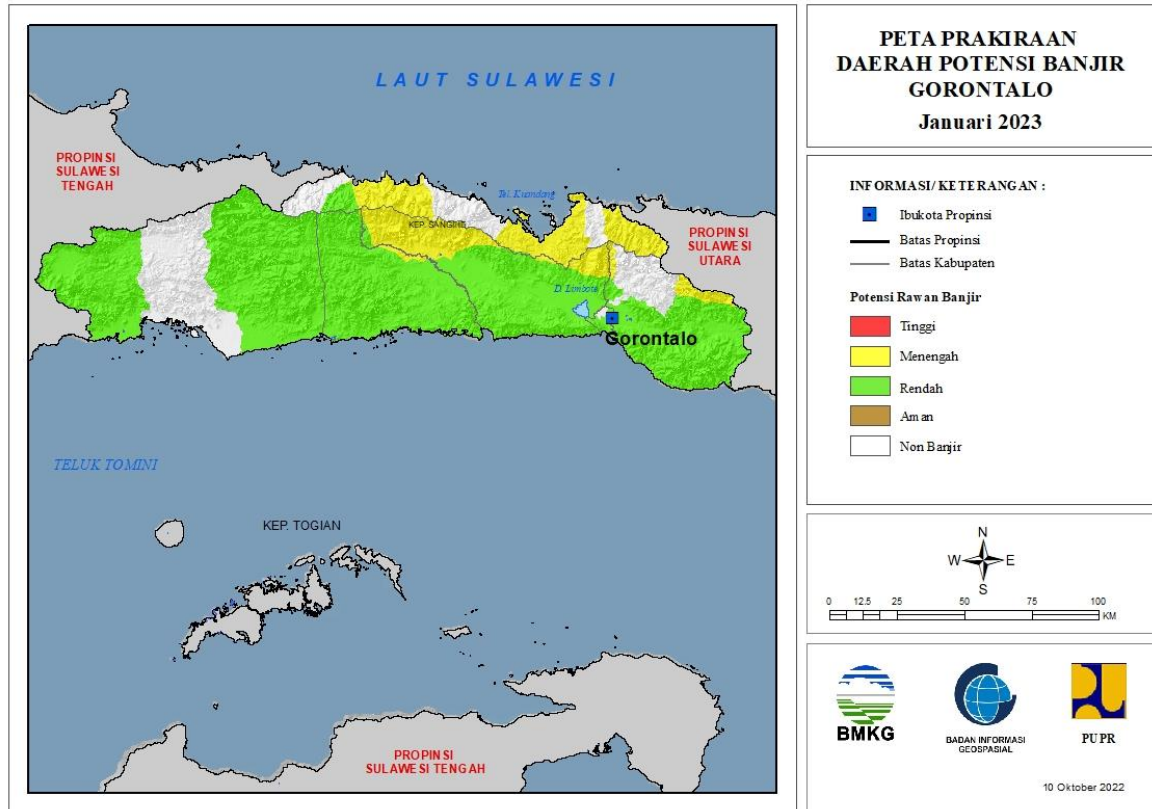 LAUT SULAWESI
PROPINSI
SULAWESI
TENGAH
Tel. Kuandang
KEP. SANGIHE
PROPINSI
SULAWESI
UTARA
D. Limboto
Gorontalo
TELUK TOMINI
KEP. TOGIAN
PROPINSI
SULAWESI TENGAH
PETA PRAKIRAAN
DAERAH POTENSI BANJIR
GORONTALO
Januari 2023
INFORMASI/ KETERANGAN :
Ibukota Propinsi
Batas Propinsi
Batas Kabupaten
Potensi Rawan Banjir
Tinggi
Menengah
Rendah
Aman
Non Banjir
N
W E
S
0 12.5 25 50 75 100
KM
BMKG
BADAN INFORMASI
GEOSPASIAL
PUPR
10 Oktober 2022